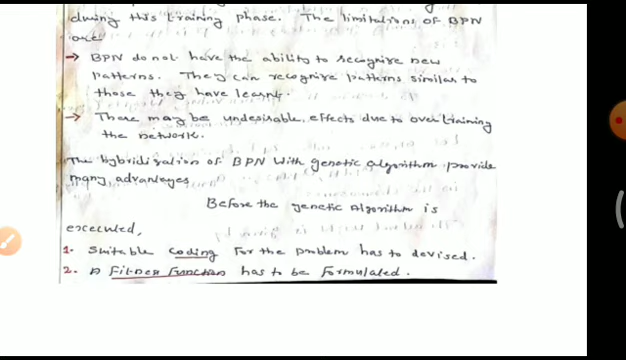 during this training phase. The limitations of BPN
are
→ BPN do not have the ability to recognize new
patterns. They can recognize patterns similar to
those they have learnt.
→ There may be undesirable effects due to over training
the network.
The hybridization of BPN with genetic algorithm provide
many advantages
Before the genetic Algorithm is
executed,
1. Suitable coding for the problem has to devised.
2. A Fitness Function has to be Formulated.